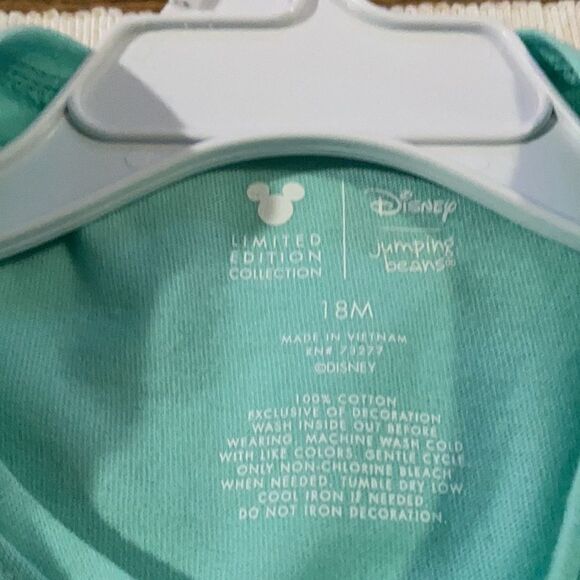 LIMITED
EDITION
COLLECTION
Disney
jumping
beans®
18M
MADE IN VIETNAM
RN# 73277
©DISNEY
100% COTTON
EXCLUSIVE OF DECORATION
WASH INSIDE OUT BEFORE
WEARING. MACHINE WASH COLD
WITH LIKE COLORS, GENTLE CYCLE.
ONLY NON-CHLORINE BLEACH
WHEN NEEDED. TUMBLE DRY LOW.
COOL IRON IF NEEDED.
DO NOT IRON DECORATION.